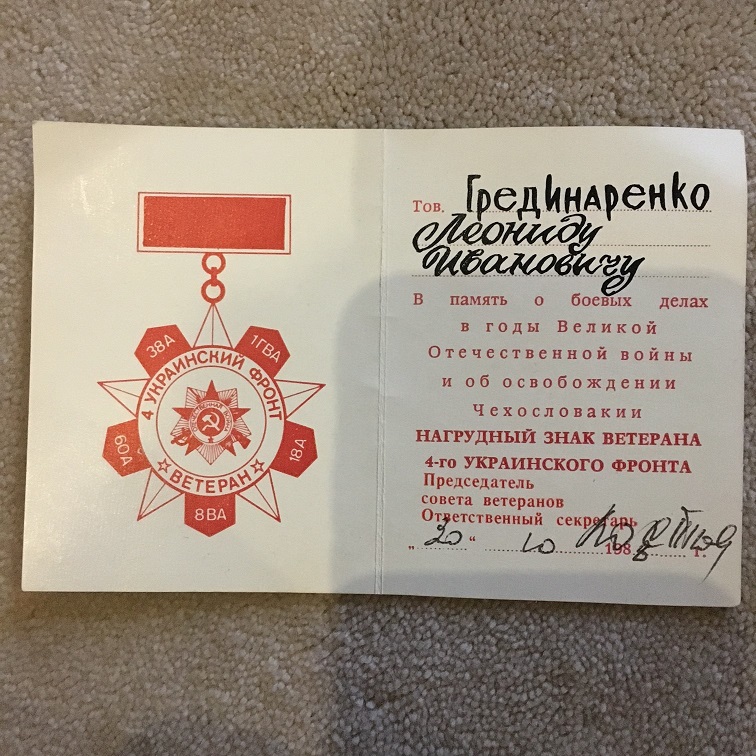 38А
1ГВА
4 УКРАИНСКИЙ ФРОНТ
60А
18А
ВЕТЕРАН
8ВА
Тов. Грединаренко
Леониду
Ивановичу
В память о боевых делах
в годы Великой
Отечественной войны
и об освобождении
Чехословакии
НАГРУДНЫЙ ЗНАК ВЕТЕРАНА
4-го УКРАИНСКОГО ФРОНТА
Председатель
совета ветеранов
Ответственный секретарь
„ 30 “ 10 198 г.